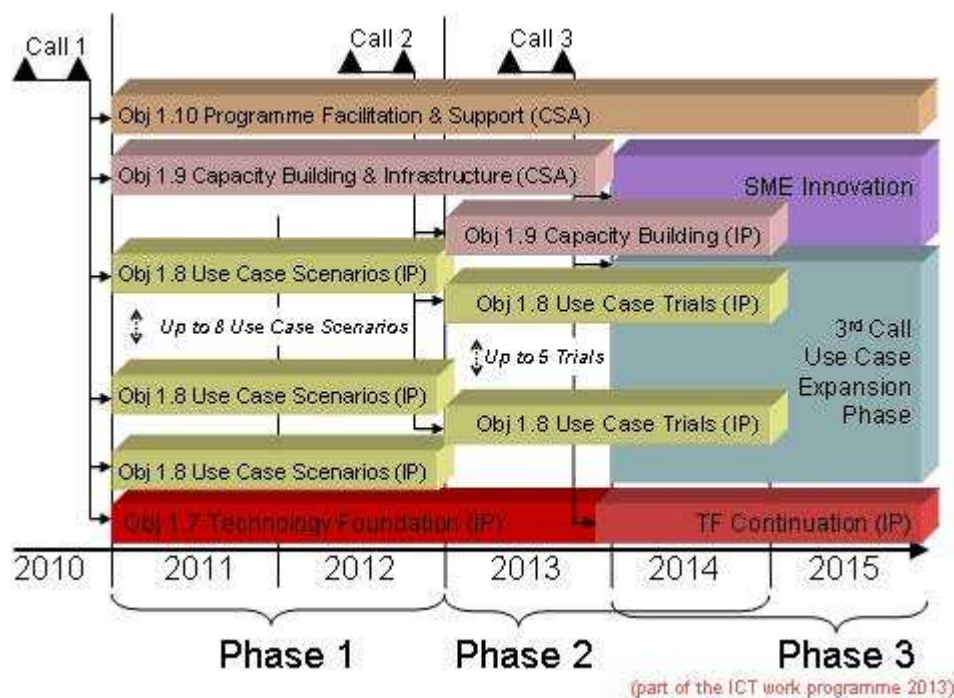 Call 1
Call 2
Call 3
Obj 1.10 Programme Facilitation & Support (CSA)
Obj 1.9 Capacity Building & Infrastructure (CSA)
SME Innovation
Obj 1.9 Capacity Building (IP)
Obj 1.8 Use Case Scenarios (IP)
Obj 1.8 Use Case Trials (IP)
Up to 8 Use Case Scenarios
Up to 5 Trials
3rd Call
Use Case
Expansion
Phase
Obj 1.8 Use Case Scenarios (IP)
Obj 1.8 Use Case Trials (IP)
Obj 1.8 Use Case Scenarios (IP)
Obj 1.7 Technology Foundation (IP)
TF Continuation (IP)
2010 2011 2012 2013 2014 2015
Phase 1 Phase 2 Phase 3
(part of the ICT work programme 2013)